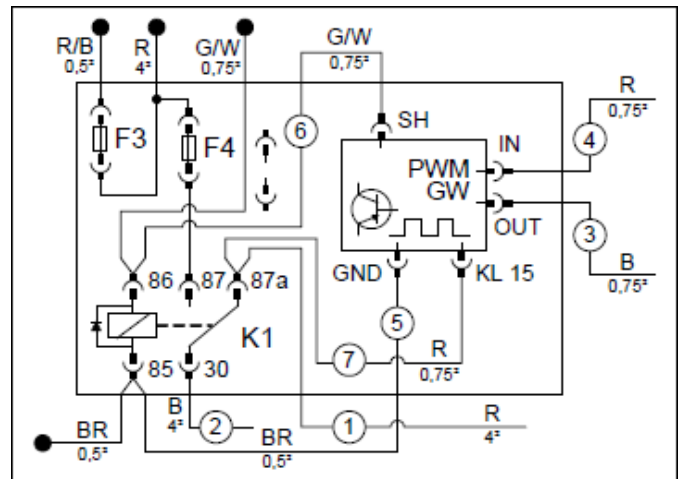 R/B
0,5²
R
4²
G/W
0,75²
G/W
0,75²
R
0,75²
F3
F4
6
SH
IN
4
PWM
GW
OUT
3
B
0,75²
86
87
87a
GND
KL 15
5
K1
85
30
7
R
0,75²
B
4²
2
1
R
4²
BR
0,5²
BR
0,5²